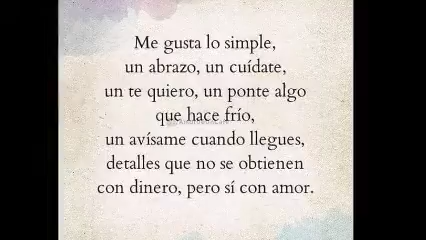 Me gusta lo simple,
un abrazo, un cuídate,
un te quiero, un ponte algo
que hace frío,
un avísame cuando llegues,
detalles que no se obtienen
con dinero, pero sí con amor.